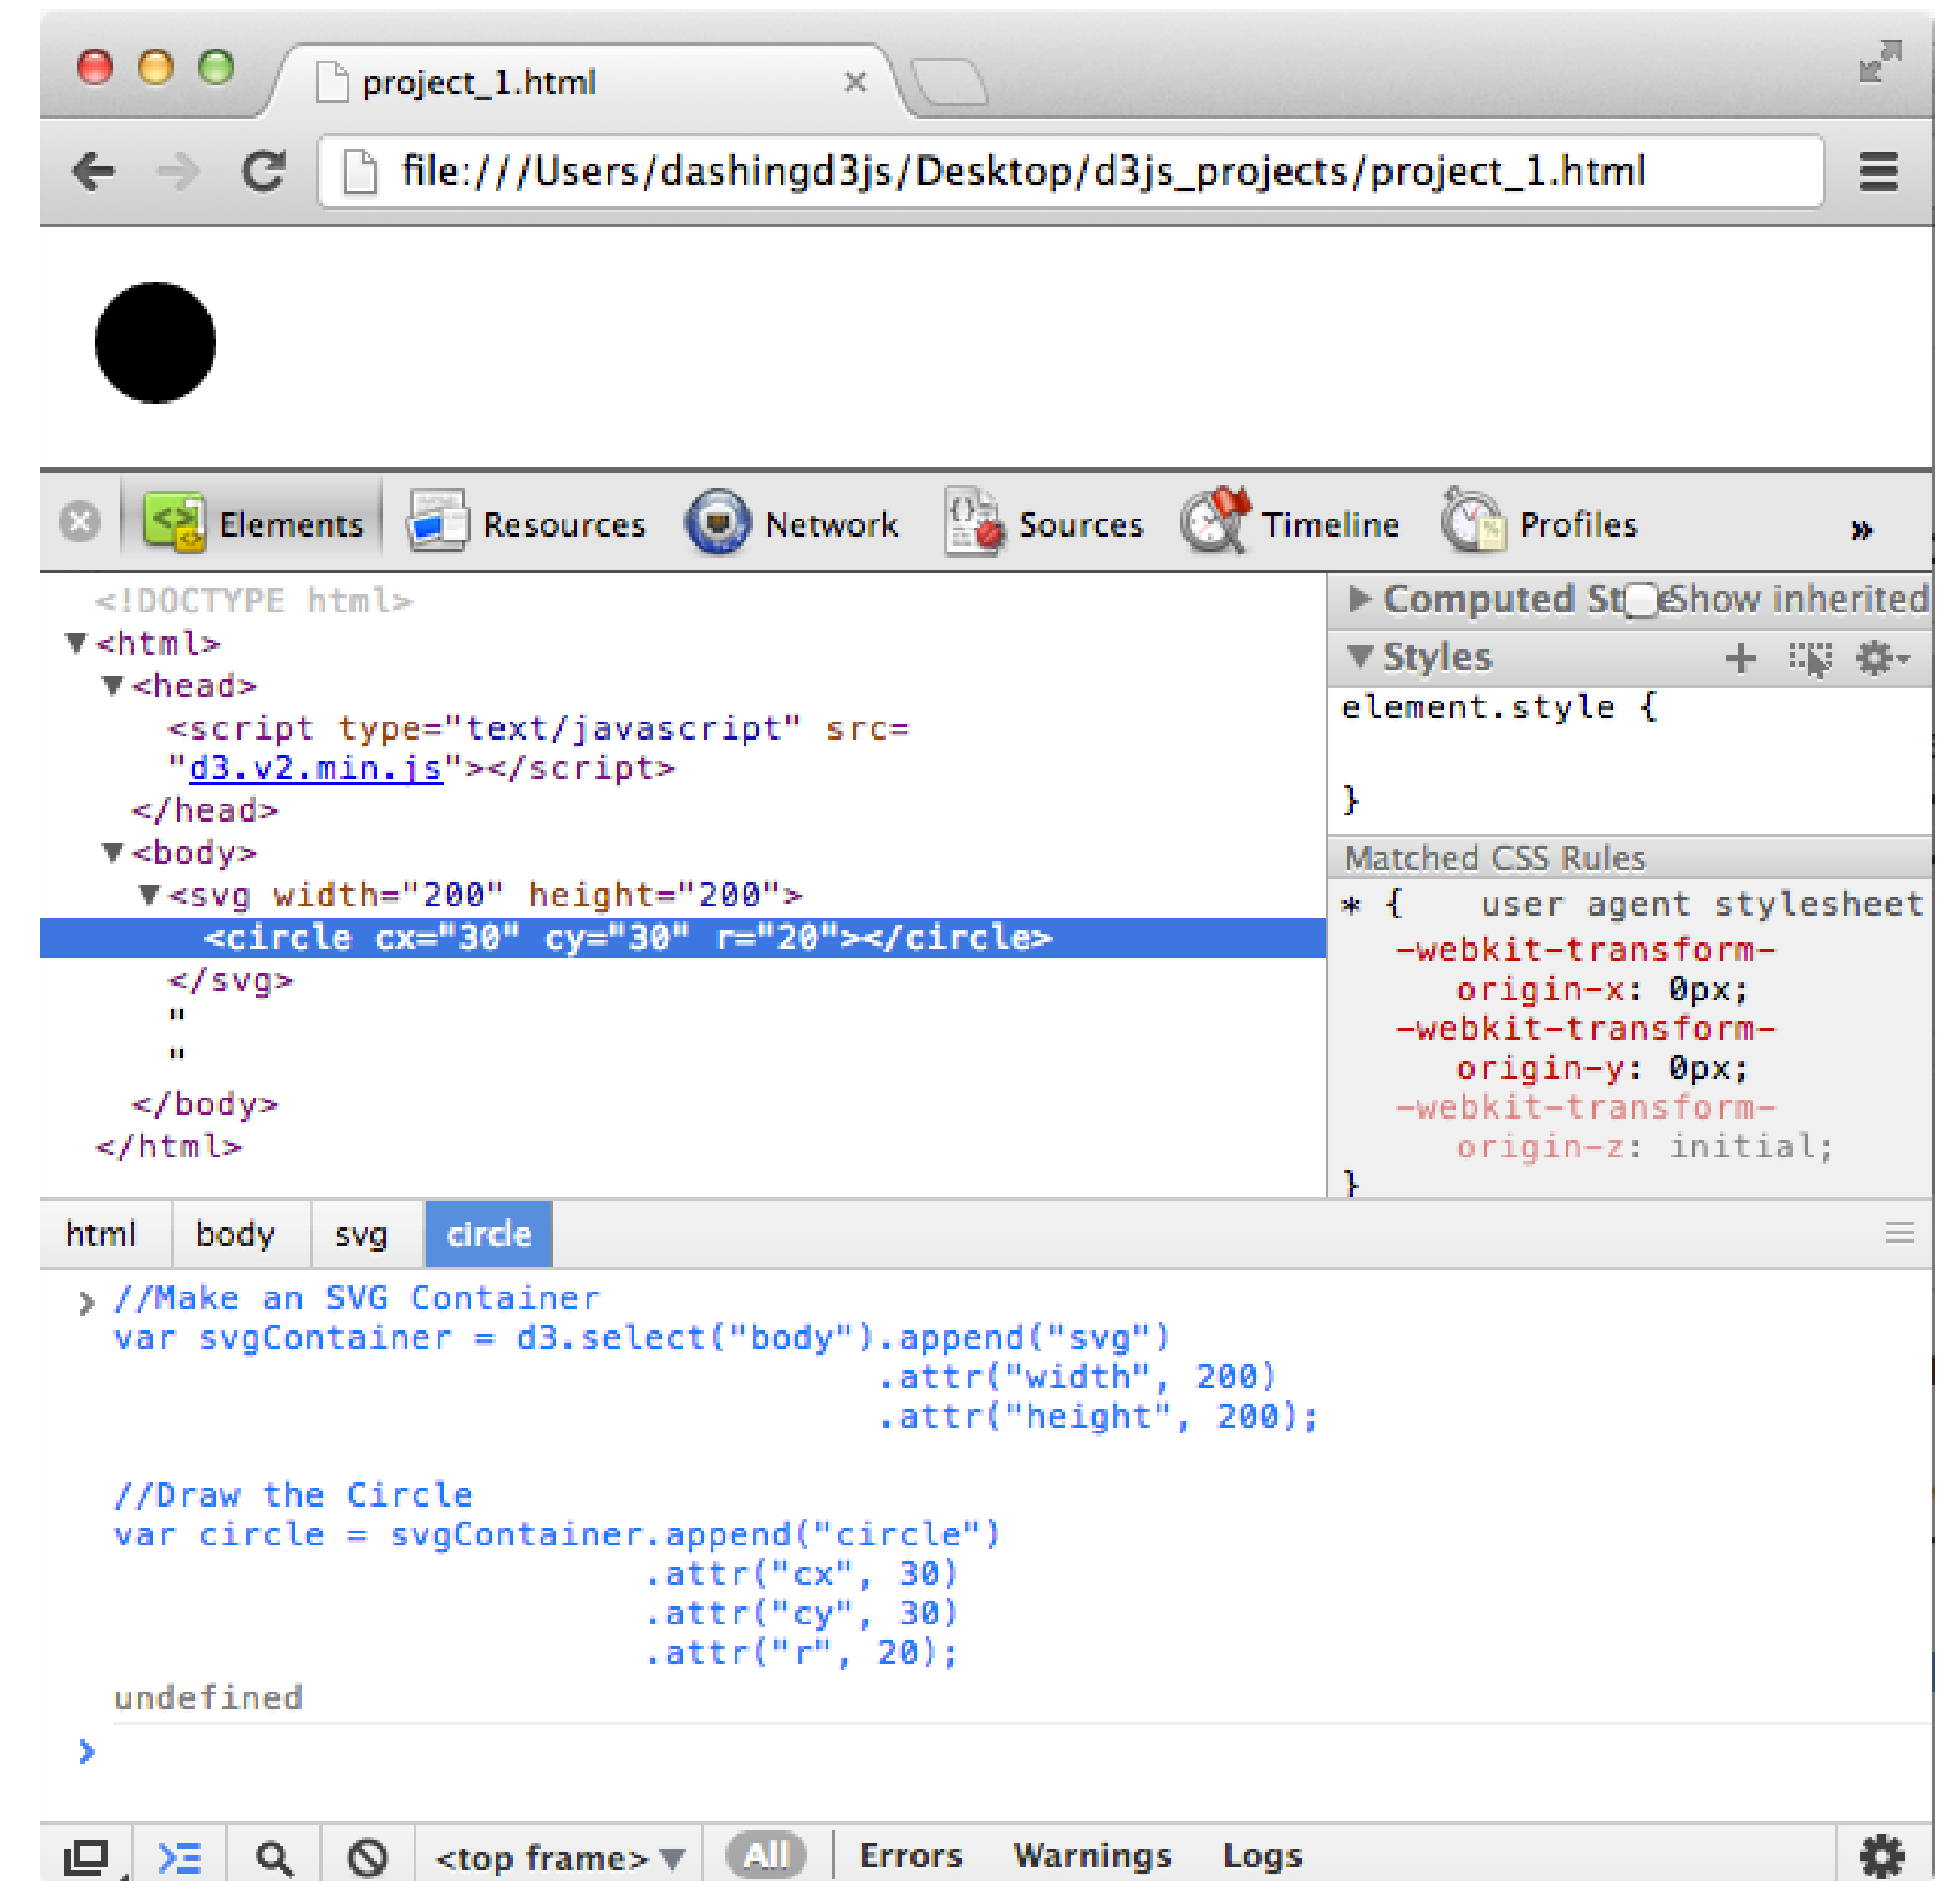 project_1.html
file:///Users/dashingd3js/Desktop/d3js_projects/project_1.html
Elements Resources Network Sources Timeline Profiles »
<!DOCTYPE html>
<html>
<head>
<script type="text/javascript" src=
"d3.v2.min.js"></script>
</head>
<body>
<svg width="200" height="200">
<circle cx="30" cy="30" r="20"></circle>
</svg>
"
"
</body>
</html>
Computed St Show inherited
Styles
element.style {
}
Matched CSS Rules
* { user agent stylesheet
-webkit-transform-
origin-x: 0px;
-webkit-transform-
origin-y: 0px;
-webkit-transform-
origin-z: initial;
}
html body svg circle
> //Make an SVG Container
var svgContainer = d3.select("body").append("svg")
.attr("width", 200)
.attr("height", 200);
//Draw the Circle
var circle = svgContainer.append("circle")
.attr("cx", 30)
.attr("cy", 30)
.attr("r", 20);
undefined
>
<top frame> All Errors Warnings Logs